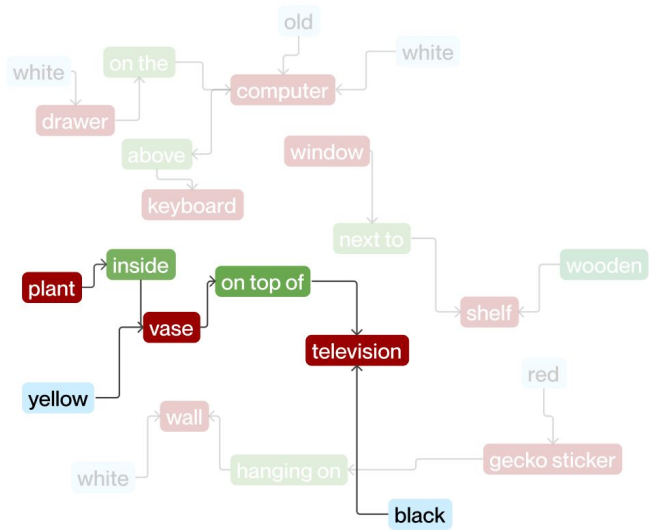 old
white
on the
white
computer
drawer
above
window
keyboard
next to
inside
wooden
plant
on top of
shelf
vase
television
yellow
red
wall
gecko sticker
white
hanging on
black